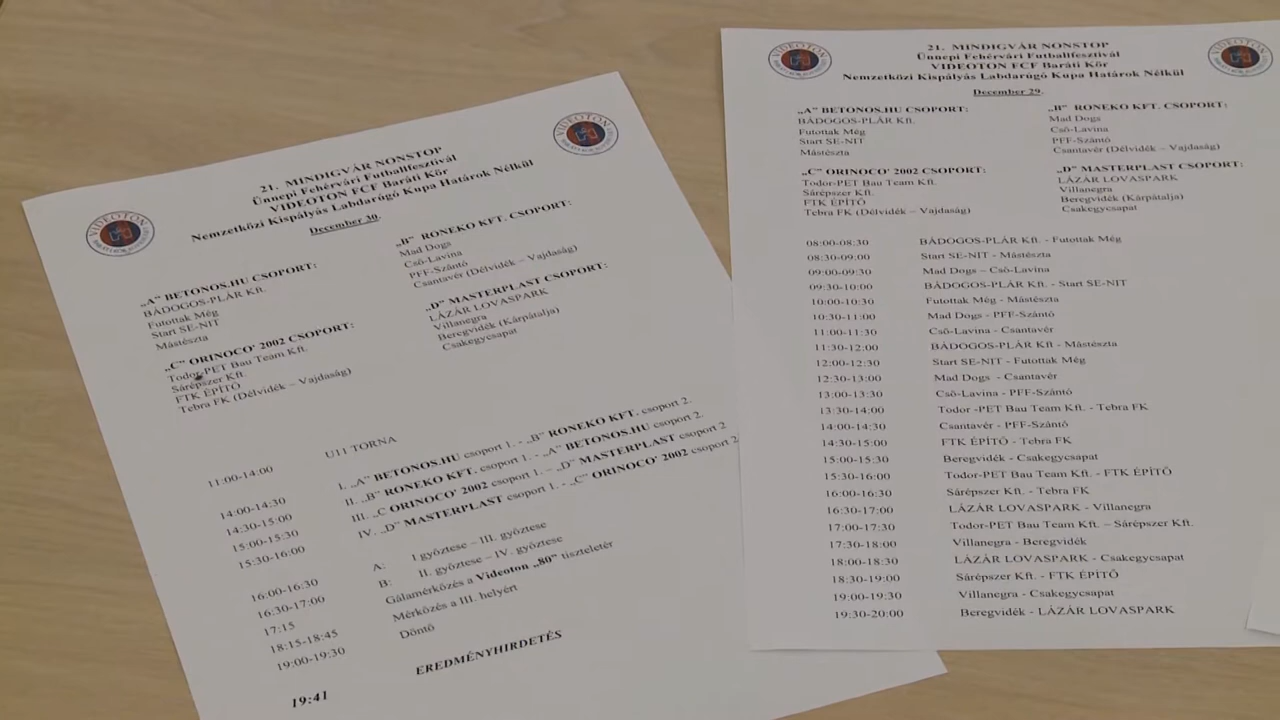 21. MINDIGVÁR NONSTOP
Ünnepi Fehérvári Futballfesztivál
VIDEOTON FCF Baráti Kör
Nemzetközi Kispályás Labdarúgó Kupa Határok Nélkül
December 30.
VIDEOTON
VIDEOTON
„A” BETONOS.HU CSOPORT:
BÁDOGOS-PLÁR Kft.
Futottak Még
Start SE-NIT
Mástészta
„B” RONEKO KFT. CSOPORT:
Mad Dogs
Cső-Lavina
PFF-Szántó
Csantavér (Délvidék – Vajdaság)
„C” ORINOCO’ 2002 CSOPORT:
Todor-PET Bau Team Kft.
Sárépszer Kft.
FTK ÉPÍTŐ
Tebra FK (Délvidék – Vajdaság)
„D” MASTERPLAST CSOPORT:
LÁZÁR LOVASPARK
Villanegra
Beregvidék (Kárpátalja)
Csakegycsapat
11:00-14:00 U11 TORNA
14:00-14:30 I. „A” BETONOS.HU csoport 1. - „B” RONEKO KFT. csoport 2.
14:30-15:00 II. „B” RONEKO KFT. csoport 1. - „A” BETONOS.HU csoport 2.
15:00-15:30 III. „C ORINOCO’ 2002 csoport 1. – „D” MASTERPLAST csoport 2
15:30-16:00 IV. „D” MASTERPLAST csoport 1. - „C” ORINOCO’ 2002 csoport 2
16:00-16:30 A: I győztese – III. győztese
16:30-17:00 B: II. győztese – IV. győztese
17:15 Gálamérkőzés a Videoton „80” tiszteletér
18:15-18:45 Mérkőzés a III. helyért
19:00-19:30 Döntő
19:41 EREDMÉNYHIRDETÉS
21. MINDIGVÁR NONSTOP
Ünnepi Fehérvári Futballfesztivál
VIDEOTON FCF Baráti Kör
Nemzetközi Kispályás Labdarúgó Kupa Határok Nélkül
December 29.
VIDEOTON
VIDEOTON
„A” BETONOS.HU CSOPORT:
BÁDOGOS-PLÁR Kft.
Futottak Még
Start SE-NIT
Mástészta
„B” RONEKO KFT. CSOPORT:
Mad Dogs
Cső-Lavina
PFF-Szántó
Csantavér (Délvidék – Vajdaság)
„C” ORINOCO’ 2002 CSOPORT:
Todor-PET Bau Team Kft.
Sárépszer Kft.
FTK ÉPÍTŐ
Tebra FK (Délvidék – Vajdaság)
„D” MASTERPLAST CSOPORT:
LÁZÁR LOVASPARK
Villanegra
Beregvidék (Kárpátalja)
Csakegycsapat
08:00-08:30 BÁDOGOS-PLÁR Kft. - Futottak Még
08:30-09:00 Start SE-NIT - Mástészta
09:00-09:30 Mad Dogs – Cső-Lavina
09:30-10:00 BÁDOGOS-PLÁR Kft. - Start SE-NIT
10:00-10:30 Futottak Még - Mástészta
10:30-11:00 Mad Dogs - PFF-Szántó
11:00-11:30 Cső-Lavina - Csantavér
11:30-12:00 BÁDOGOS-PLÁR Kft - Mástészta
12:00-12:30 Start SE-NIT - Futottak Még
12:30-13:00 Mad Dogs - Csantavér
13:00-13:30 Cső-Lavina - PFF-Szántó
13:30-14:00 Todor -PET Bau Team Kft. - Tebra FK
14:00-14:30 Csantavér - PFF-Szántó
14:30-15:00 FTK ÉPÍTŐ - Tebra FK
15:00-15:30 Beregvidék - Csakegycsapat
15:30-16:00 Todor-PET Bau Team Kft. - FTK ÉPÍTŐ
16:00-16:30 Sárépszer Kft. - Tebra FK
16:30-17:00 LÁZÁR LOVASPARK - Villanegra
17:00-17:30 Todor-PET Bau Team Kft. – Sárépszer Kft.
17:30-18:00 Villanegra - Beregvidék
18:00-18:30 LÁZÁR LOVASPARK - Csakegycsapat
18:30-19:00 Sárépszer Kft. - FTK ÉPÍTŐ
19:00-19:30 Villanegra - Csakegycsapat
19:30-20:00 Beregvidék - LÁZÁR LOVASPARK